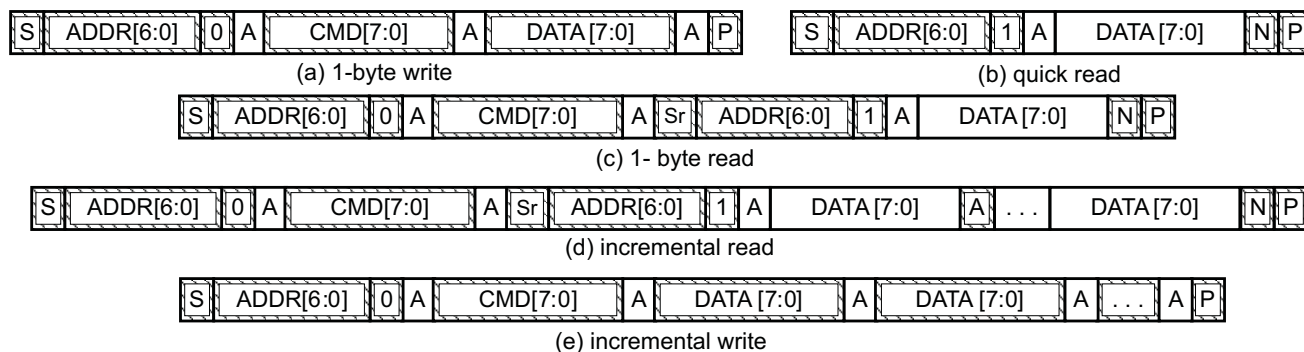 S ADDR[6:0] 0 A CMD[7:0] A DATA [7:0] A P
(a) 1-byte write
S ADDR[6:0] 1 A DATA [7:0] N P
(b) quick read
S ADDR[6:0] 0 A CMD[7:0] A Sr ADDR[6:0] 1 A DATA [7:0] N P
(c) 1- byte read
S ADDR[6:0] 0 A CMD[7:0] A Sr ADDR[6:0] 1 A DATA [7:0] A . . . DATA [7:0] N P
(d) incremental read
S ADDR[6:0] 0 A CMD[7:0] A DATA [7:0] A DATA [7:0] A . . . A P
(e) incremental write